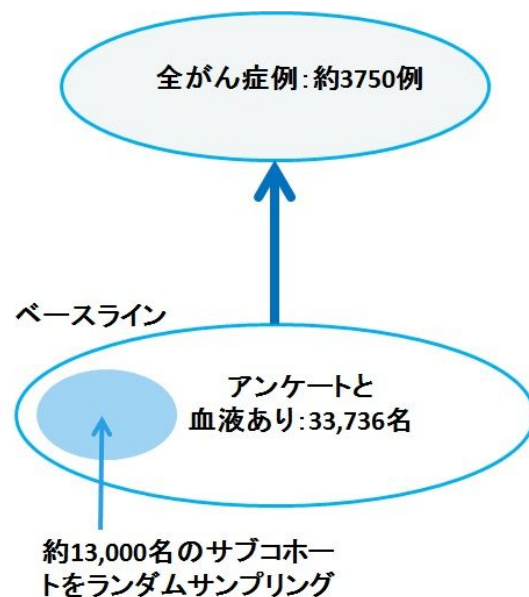 全がん症例:約3750例
ベースライン
アンケートと
血液あり:33,736名
約13,000名のサブコホー
トをランダムサンプリング